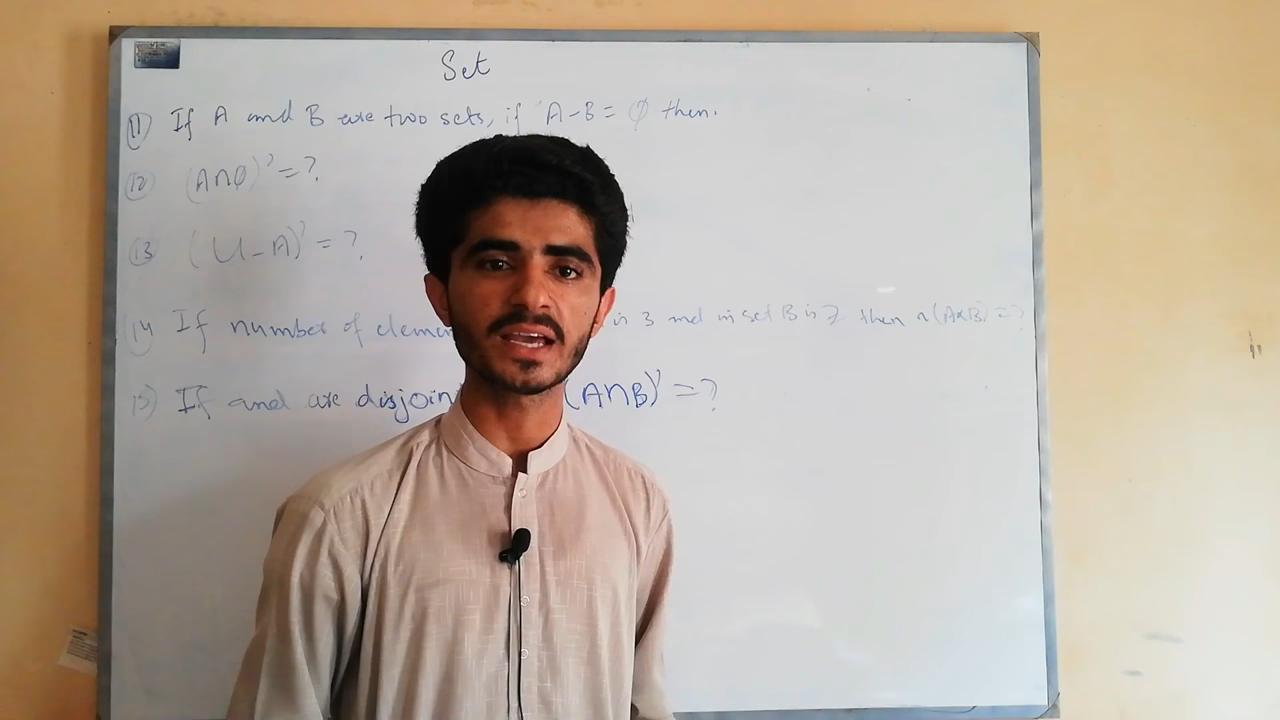 Set
11) If A and B are two sets, if A-B = ϕ then.
12 (A∩ϕ)' = ?
13 (U-A)' = ?
14 If number of elemen in 3 and in set B is 2 then n(A×B) = ?
15) If and are disjoin (A∩B)' = ?